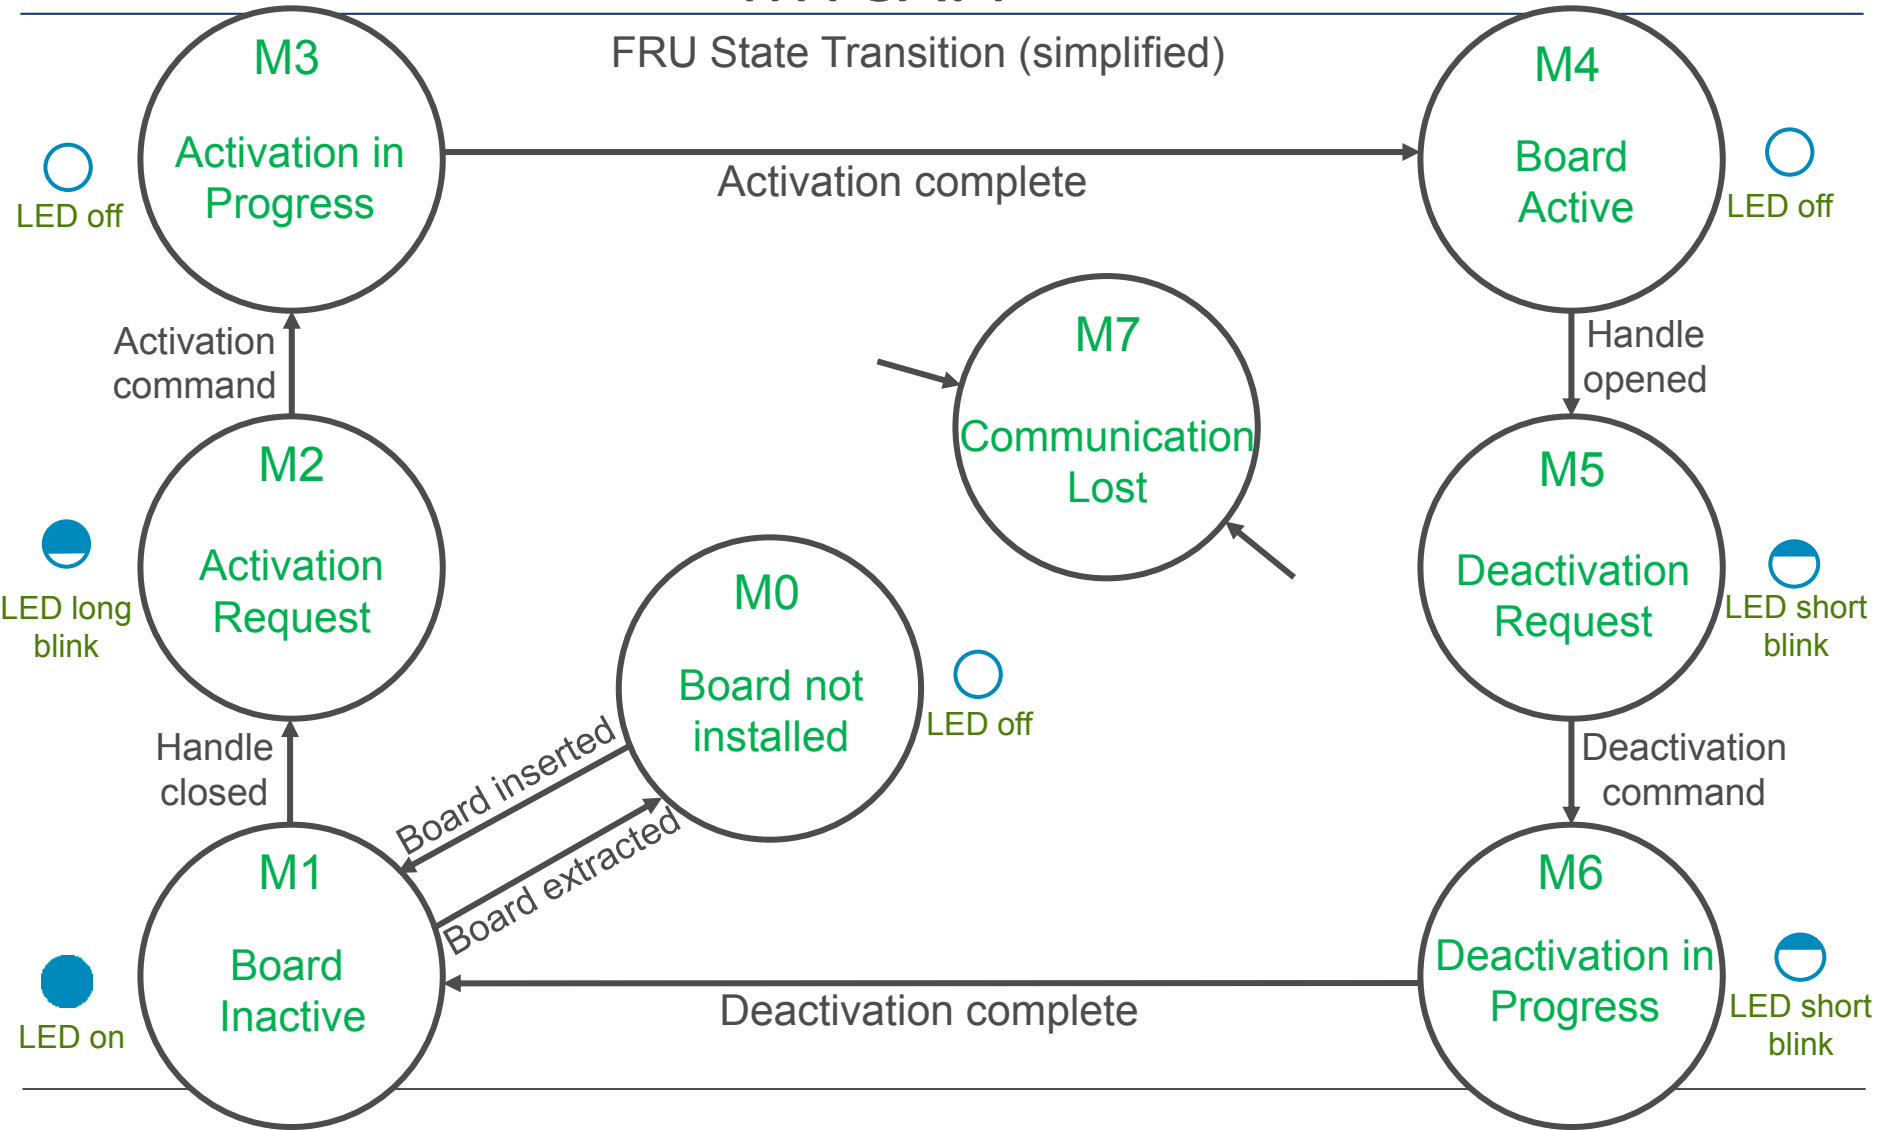 FRU State Transition (simplified)
M3
Activation in
Progress
LED off
Activation complete
M4
Board
Active
LED off
Activation
command
M7
Communication
Lost
Handle
opened
M2
Activation
Request
LED long
blink
M0
Board not
installed
LED off
M5
Deactivation
Request
LED short
blink
Handle
closed
Board inserted
Board extracted
Deactivation
command
M1
Board
Inactive
LED on
Deactivation complete
M6
Deactivation in
Progress
LED short
blink